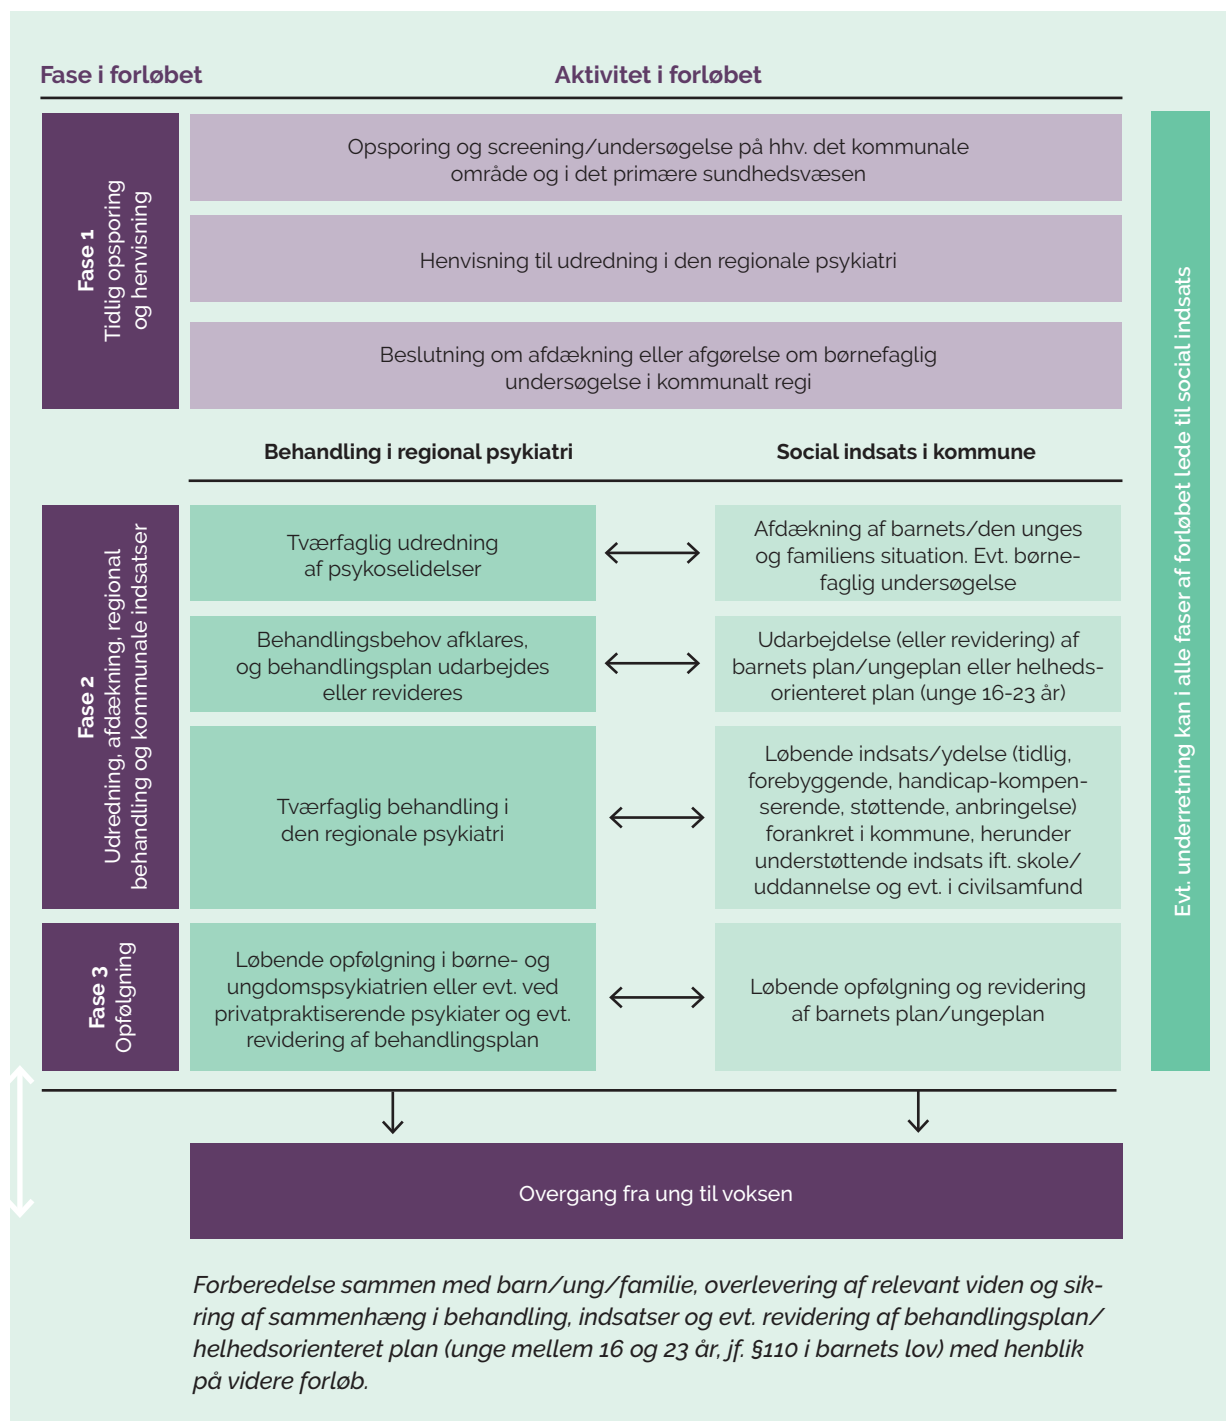 Fase i forløbet
Aktivitet i forløbet
Fase 1
Tidlig opsporing
og henvisning
Opsporing og screening/undersøgelse på hhv. det kommunale
område og i det primære sundhedsvæsen
Henvisning til udredning i den regionale psykiatri
Beslutning om afdækning eller afgørelse om børnefaglig
undersøgelse i kommunalt regi
Behandling i regional psykiatri
Social indsats i kommune
Fase 2
Udredning, afdækning, regional
behandling og kommunale indsatser
Tværfaglig udredning
af psykoselidelser
Afdækning af barnets/den unges
og familiens situation. Evt. børne-
faglig undersøgelse
Behandlingsbehov afklares,
og behandlingsplan udarbejdes
eller revideres
Udarbejdelse (eller revidering) af
barnets plan/ungeplan eller helheds-
orienteret plan (unge 16-23 år)
Tværfaglig behandling i
den regionale psykiatri
Løbende indsats/ydelse (tidlig,
forebyggende, handicap-kompen-
serende, støttende, anbringelse)
forankret i kommune, herunder
understøttende indsats ift. skole/
uddannelse og evt. i civilsamfund
Fase 3
Opfølgning
Løbende opfølgning i børne- og
ungdomspsykiatrien eller evt. ved
privatpraktiserende psykiater og evt.
revidering af behandlingsplan
Løbende opfølgning og revidering
af barnets plan/ungeplan
Evt. underretning kan i alle faser af forløbet lede til social indsats
Overgang fra ung til voksen
Forberedelse sammen med barn/ung/familie, overlevering af relevant viden og sik-
ring af sammenhæng i behandling, indsatser og evt. revidering af behandlingsplan/
helhedsorienteret plan (unge mellem 16 og 23 år, jf. §110 i barnets lov) med henblik
på videre forløb.